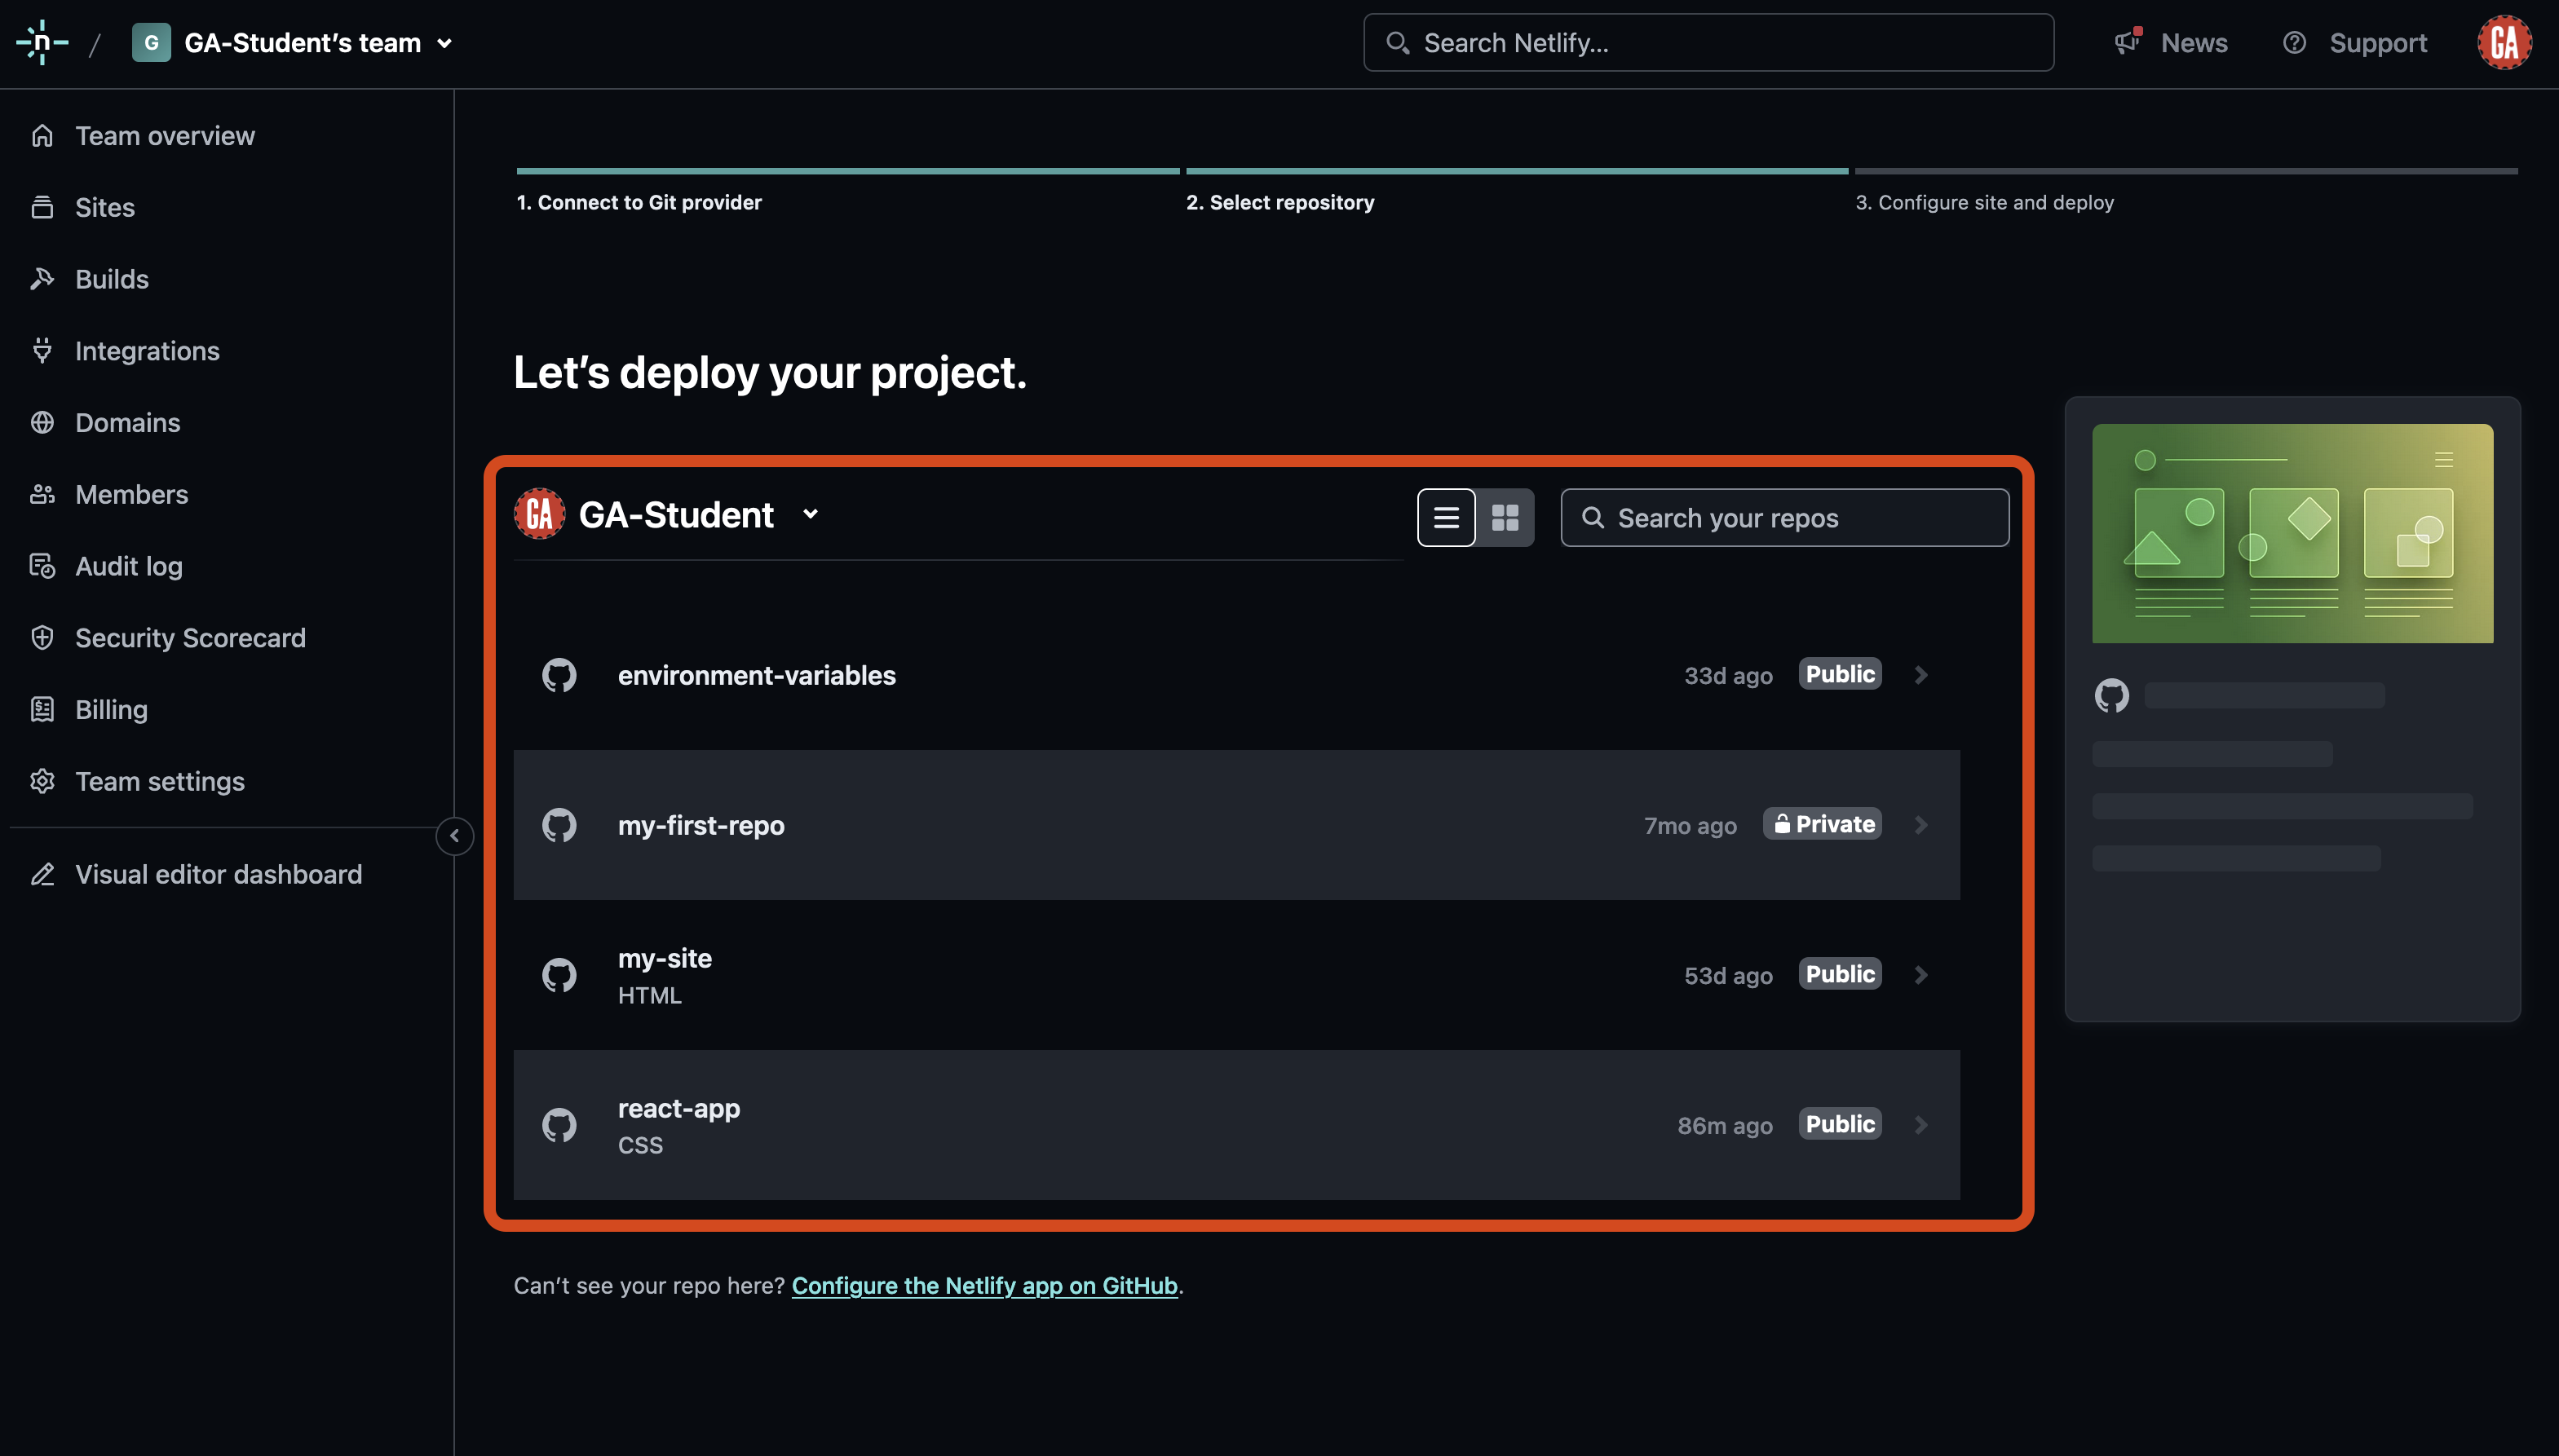 n / G GA-Student's team
Search Netlify...
News
Support
GA
Team overview
Sites
Builds
Integrations
Domains
Members
Audit log
Security Scorecard
Billing
Team settings
Visual editor dashboard
1. Connect to Git provider
2. Select repository
3. Configure site and deploy
Let's deploy your project.
GA GA-Student
Search your repos
environment-variables 33d ago Public
my-first-repo 7mo ago Private
my-site 53d ago Public
HTML
react-app 86m ago Public
CSS
Can't see your repo here? Configure the Netlify app on GitHub.